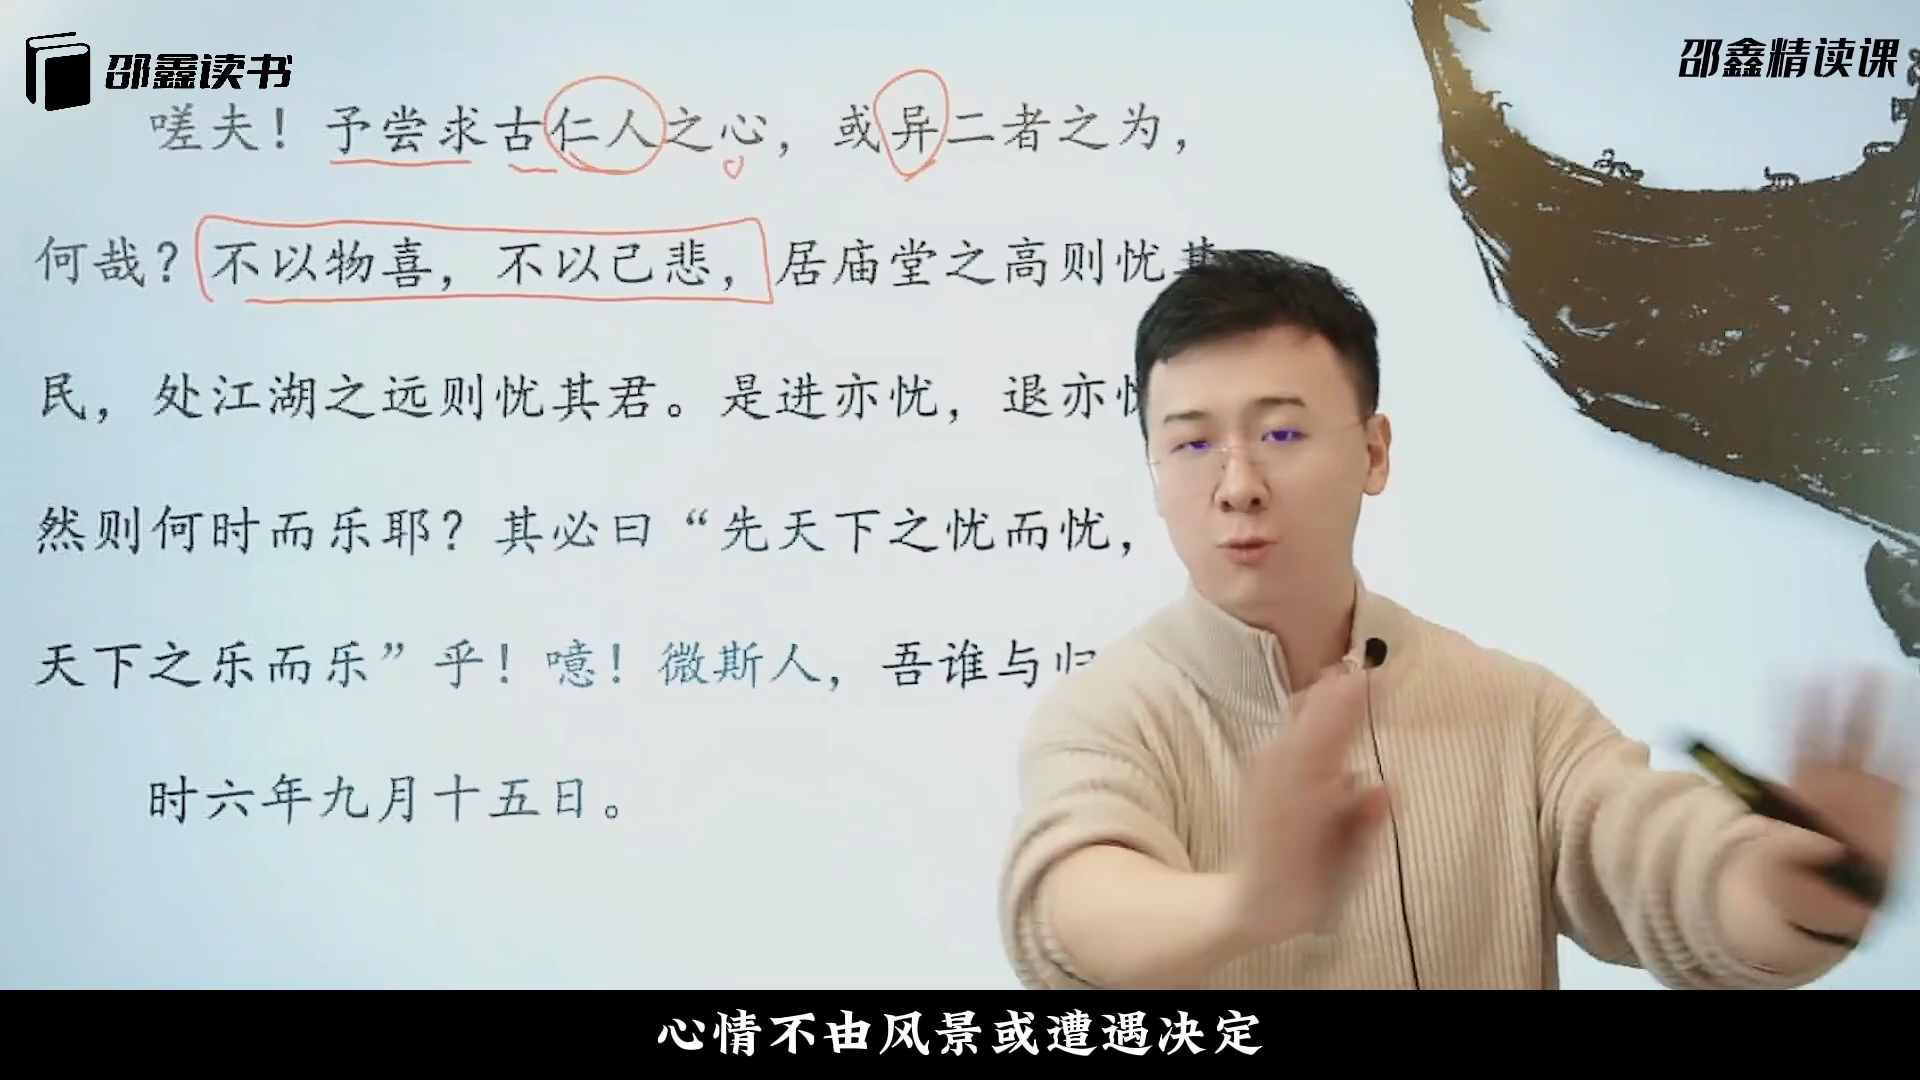 邵鑫读书
邵鑫精读课
嗟夫！予尝求古仁人之心，或异二者之为，
何哉？不以物喜，不以己悲，居庙堂之高则忧其
民，处江湖之远则忧其君。是进亦忧，退亦忧
然则何时而乐耶？其必曰“先天下之忧而忧，
天下之乐而乐”乎！噫！微斯人，吾谁与归
时六年九月十五日。
心情不由风景或遭遇决定